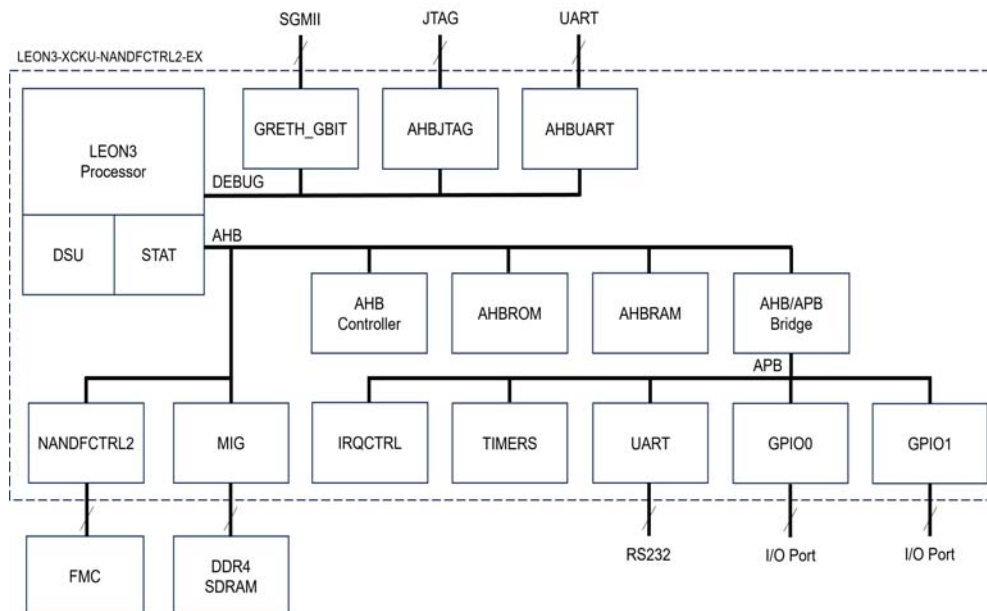 SGMII
JTAG
UART
LEON3-XCKU-NANDFCTRL2-EX
LEON3
Processor
GRETH_GBIT
AHBJTAG
AHBUART
DEBUG
DSU
STAT
AHB
AHB
Controller
AHBROM
AHBRAM
AHB/APB
Bridge
APB
NANDFCTRL2
MIG
IRQCTRL
TIMERS
UART
GPIO0
GPIO1
FMC
DDR4
SDRAM
RS232
I/O Port
I/O Port